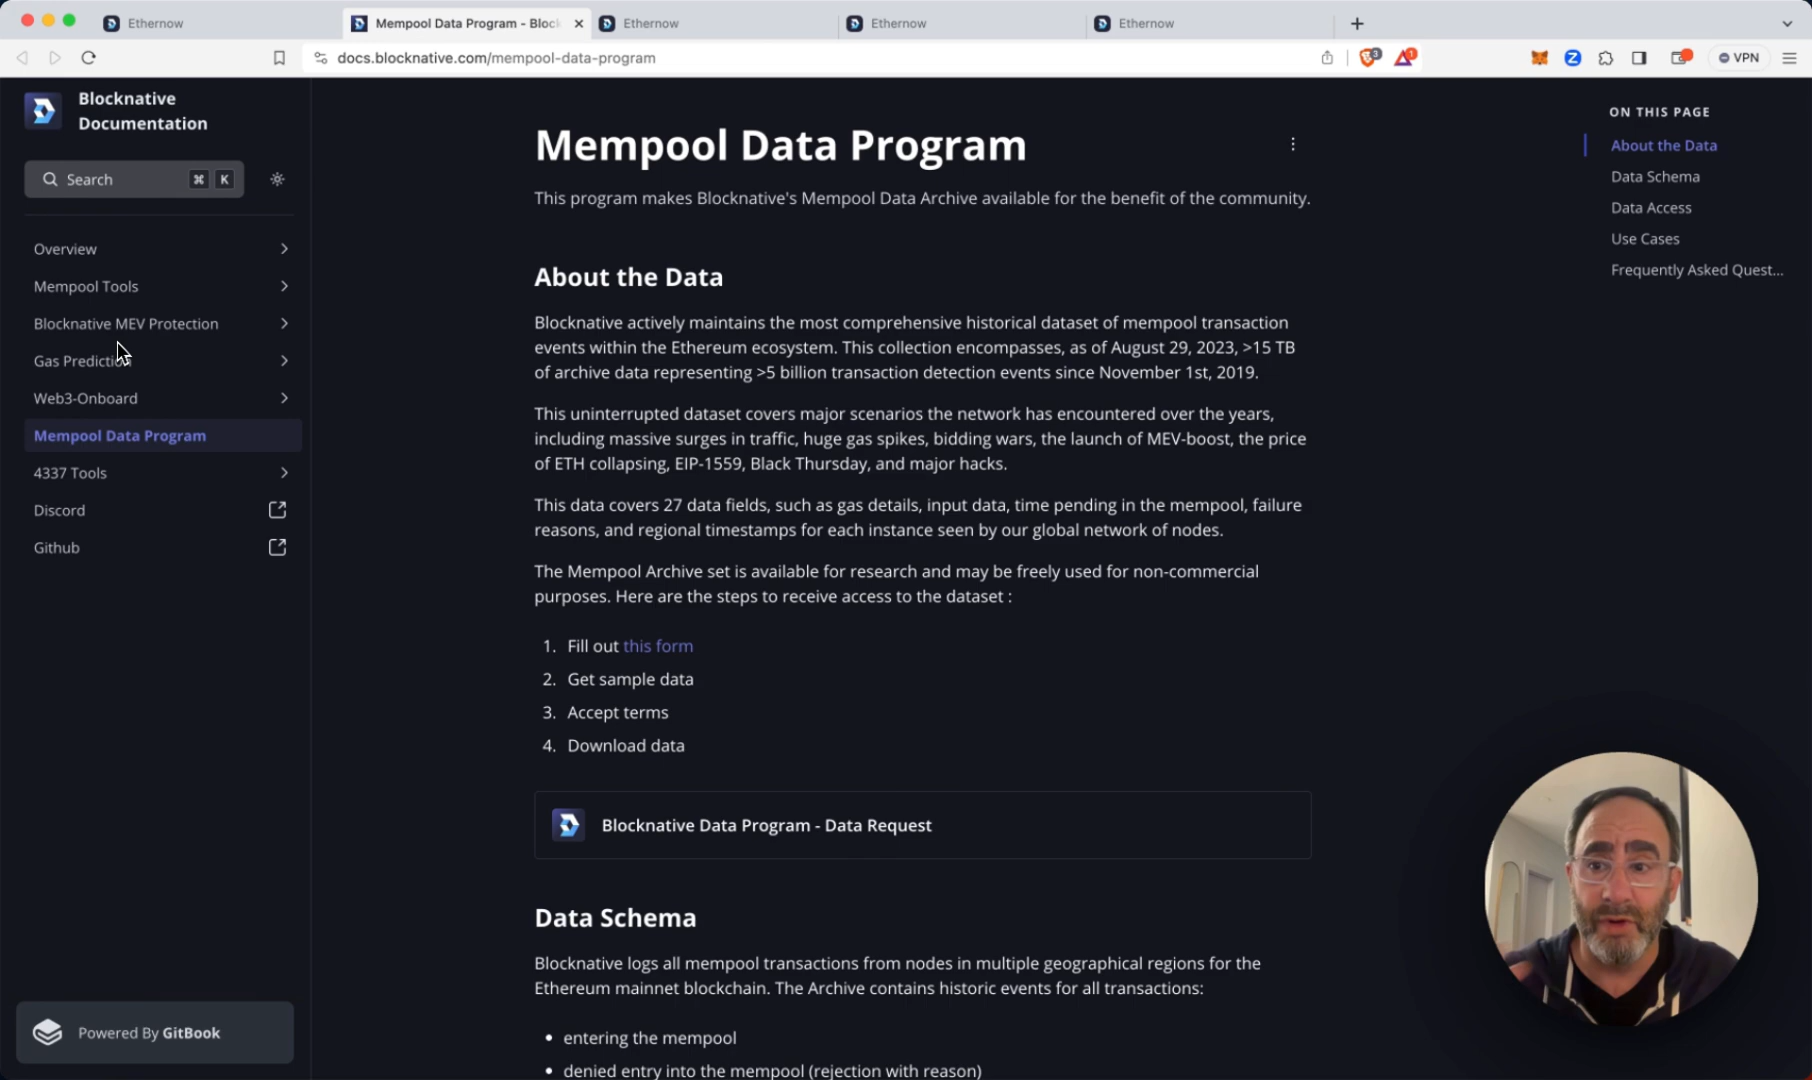 Ethernow
Mempool Data Program - Block
Ethernow
Ethernow
Ethernow
docs.blocknative.com/mempool-data-program
3
1
VPN
Blocknative
Documentation
Search
⌘ K
Overview
Mempool Tools
Blocknative MEV Protection
Gas Prediction
Web3-Onboard
Mempool Data Program
4337 Tools
Discord
Github
Powered By GitBook
Mempool Data Program
This program makes Blocknative's Mempool Data Archive available for the benefit of the community.
About the Data
Blocknative actively maintains the most comprehensive historical dataset of mempool transaction
events within the Ethereum ecosystem. This collection encompasses, as of August 29, 2023, >15 TB
of archive data representing >5 billion transaction detection events since November 1st, 2019.
This uninterrupted dataset covers major scenarios the network has encountered over the years,
including massive surges in traffic, huge gas spikes, bidding wars, the launch of MEV-boost, the price
of ETH collapsing, EIP-1559, Black Thursday, and major hacks.
This data covers 27 data fields, such as gas details, input data, time pending in the mempool, failure
reasons, and regional timestamps for each instance seen by our global network of nodes.
The Mempool Archive set is available for research and may be freely used for non-commercial
purposes. Here are the steps to receive access to the dataset :
1. Fill out this form
2. Get sample data
3. Accept terms
4. Download data
Blocknative Data Program - Data Request
Data Schema
Blocknative logs all mempool transactions from nodes in multiple geographical regions for the
Ethereum mainnet blockchain. The Archive contains historic events for all transactions:
• entering the mempool
• denied entry into the mempool (rejection with reason)
ON THIS PAGE
About the Data
Data Schema
Data Access
Use Cases
Frequently Asked Quest...